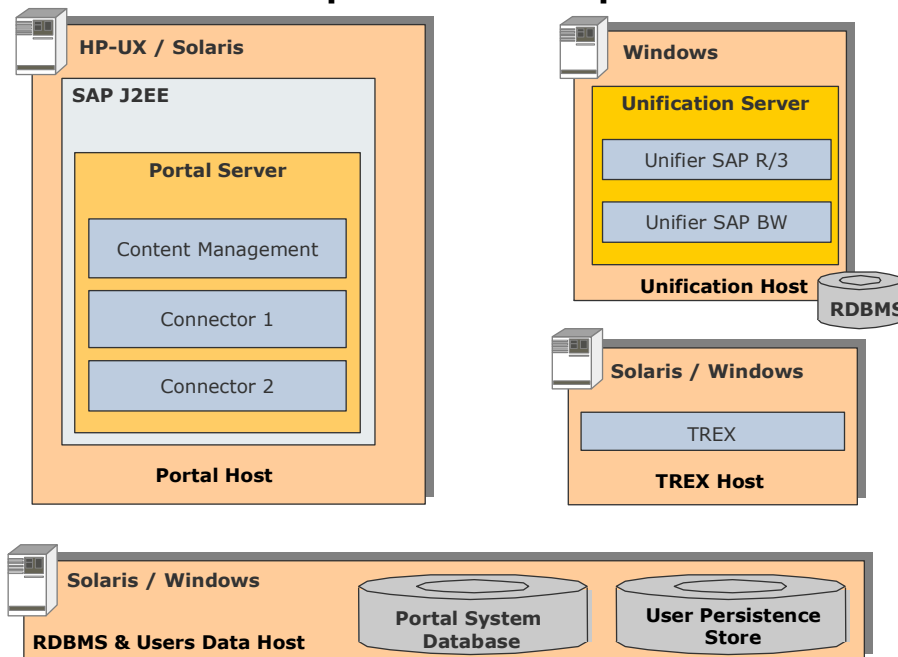 HP-UX / Solaris
SAP J2EE
Portal Server
Content Management
Connector 1
Connector 2
Portal Host
Windows
Unification Server
Unifier SAP R/3
Unifier SAP BW
Unification Host
RDBMS
Solaris / Windows
TREX
TREX Host
Solaris / Windows
RDBMS & Users Data Host
Portal System
Database
User Persistence
Store